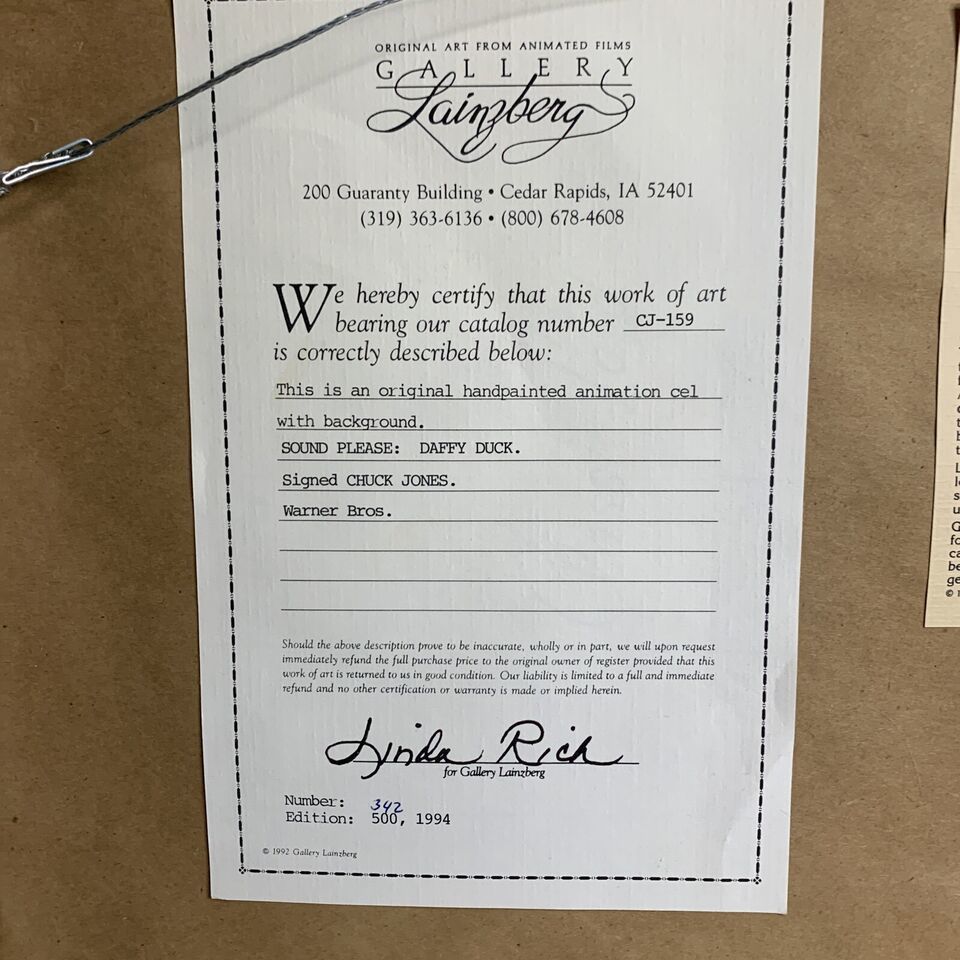 ORIGINAL ART FROM ANIMATED FILMS
GALLERY
Lainzberg
200 Guaranty Building • Cedar Rapids, IA 52401
(319) 363-6136 • (800) 678-4608
We hereby certify that this work of art
bearing our catalog number CJ-159
is correctly described below:
This is an original handpainted animation cel
with background.
SOUND PLEASE: DAFFY DUCK.
Signed CHUCK JONES.
Warner Bros.
Should the above description prove to be inaccurate, wholly or in part, we will upon request
immediately refund the full purchase price to the original owner of register provided that this
work of art is returned to us in good condition. Our liability is limited to a full and immediate
refund and no other certification or warranty is made or implied herein.
Linda Rich
for Gallery Lainzberg
Number: 342
Edition: 500, 1994
© 1992 Gallery Lainzberg